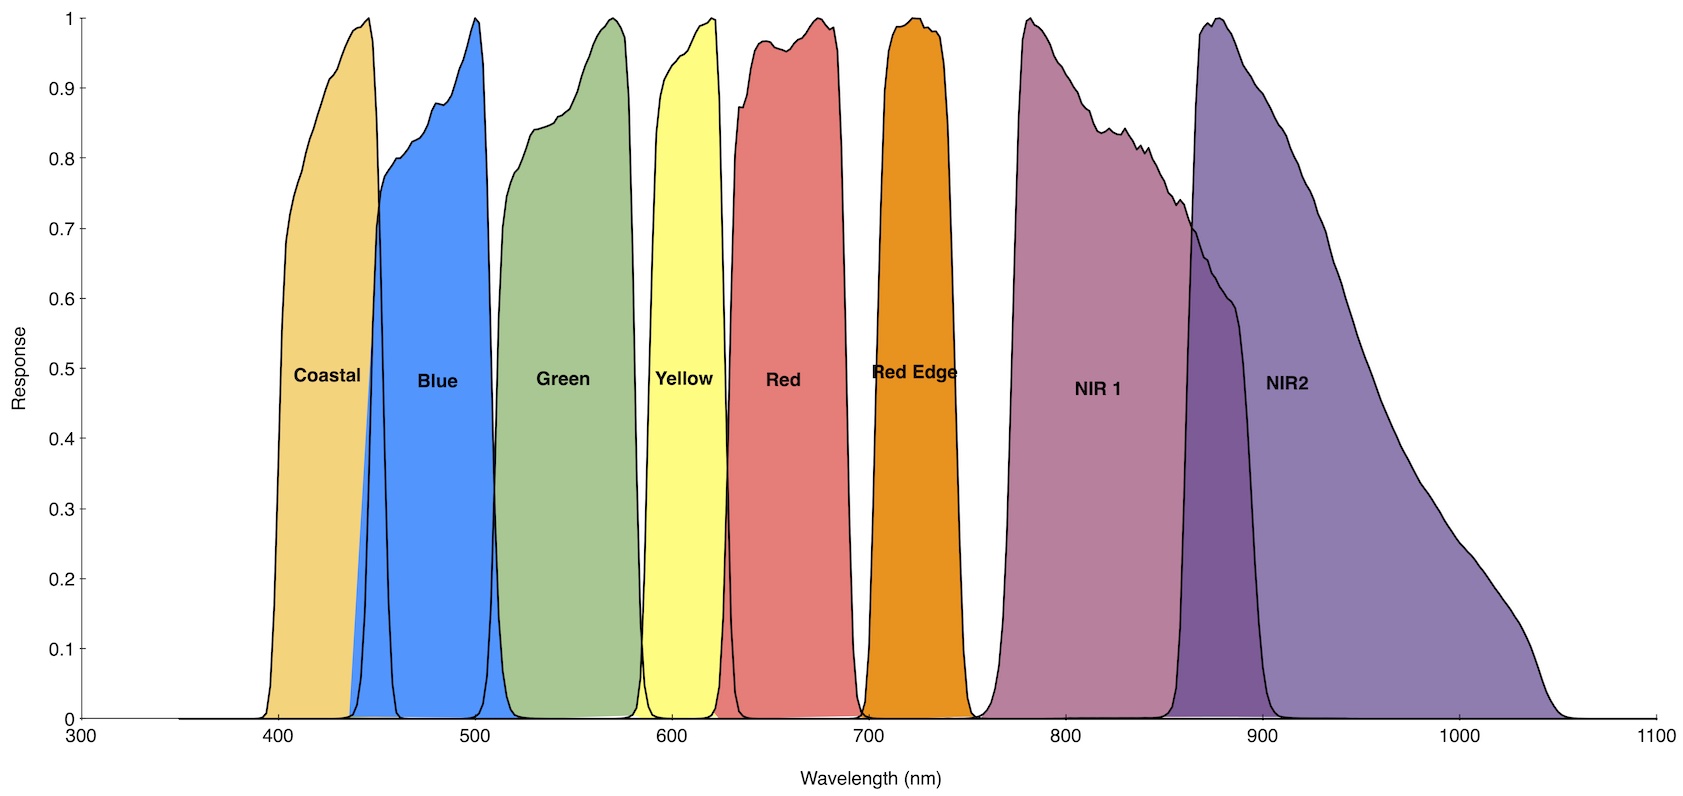 1
0.9
0.8
0.7
0.6
0.5
0.4
0.3
0.2
0.1
0
Response
Coastal
Blue
Green
Yellow
Red
Red Edge
NIR 1
NIR2
300 400 500 600 700 800 900 1000 1100
Wavelength (nm)